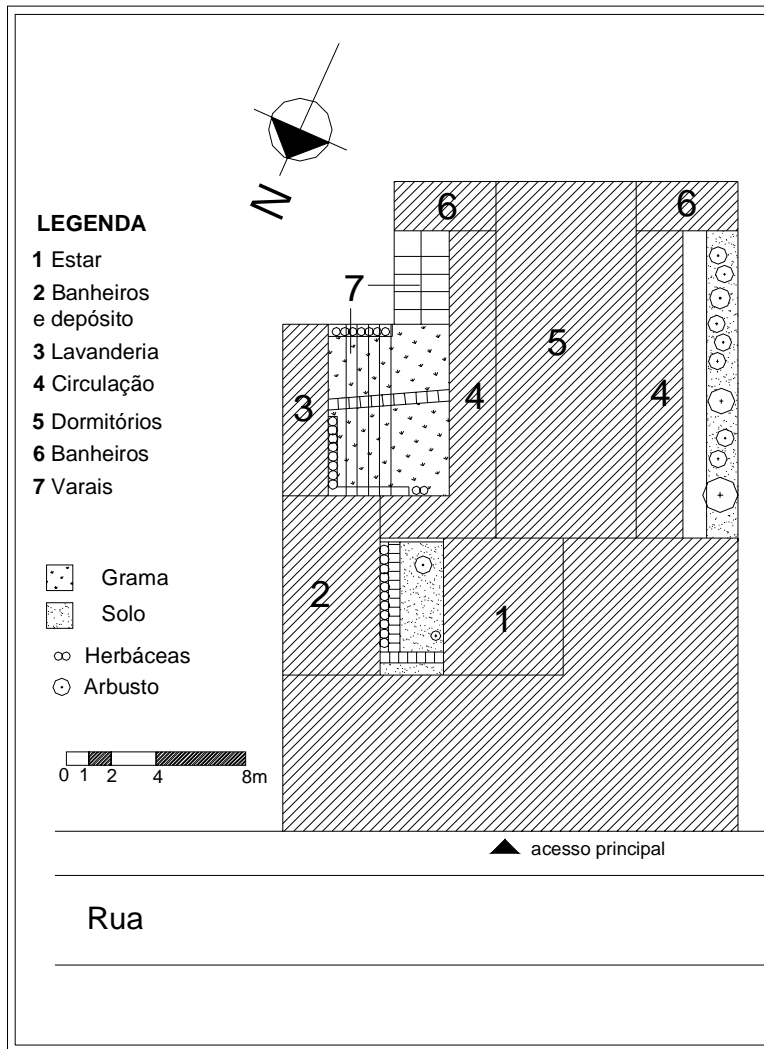 N
LEGENDA
1 Estar
2 Banheiros
e depósito
3 Lavanderia
4 Circulação
5 Dormitórios
6 Banheiros
7 Varais
Grama
Solo
Herbáceas
Arbusto
0 1 2 4 8m
6 6
7
5
3 4 4
2
1
acesso principal
Rua